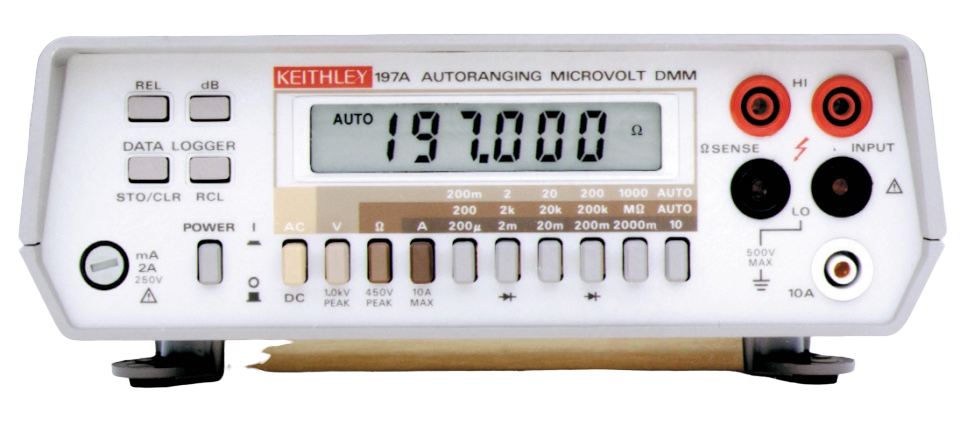 KEITHLEY 197A AUTORANGING MICROVOLT DMM
REL dB
AUTO 197.000 Ω
HI
DATA LOGGER
STO/CLR RCL
Ω SENSE INPUT
LO
200m 2 20 200 1000 AUTO
200 2k 20k 200k MΩ AUTO
AC V Ω A 200µ 2m 20m 200m 2000m 10
POWER I
O
mA
2A
250V
DC 1.0kV PEAK 450V PEAK 10A MAX
500V
MAX
10A